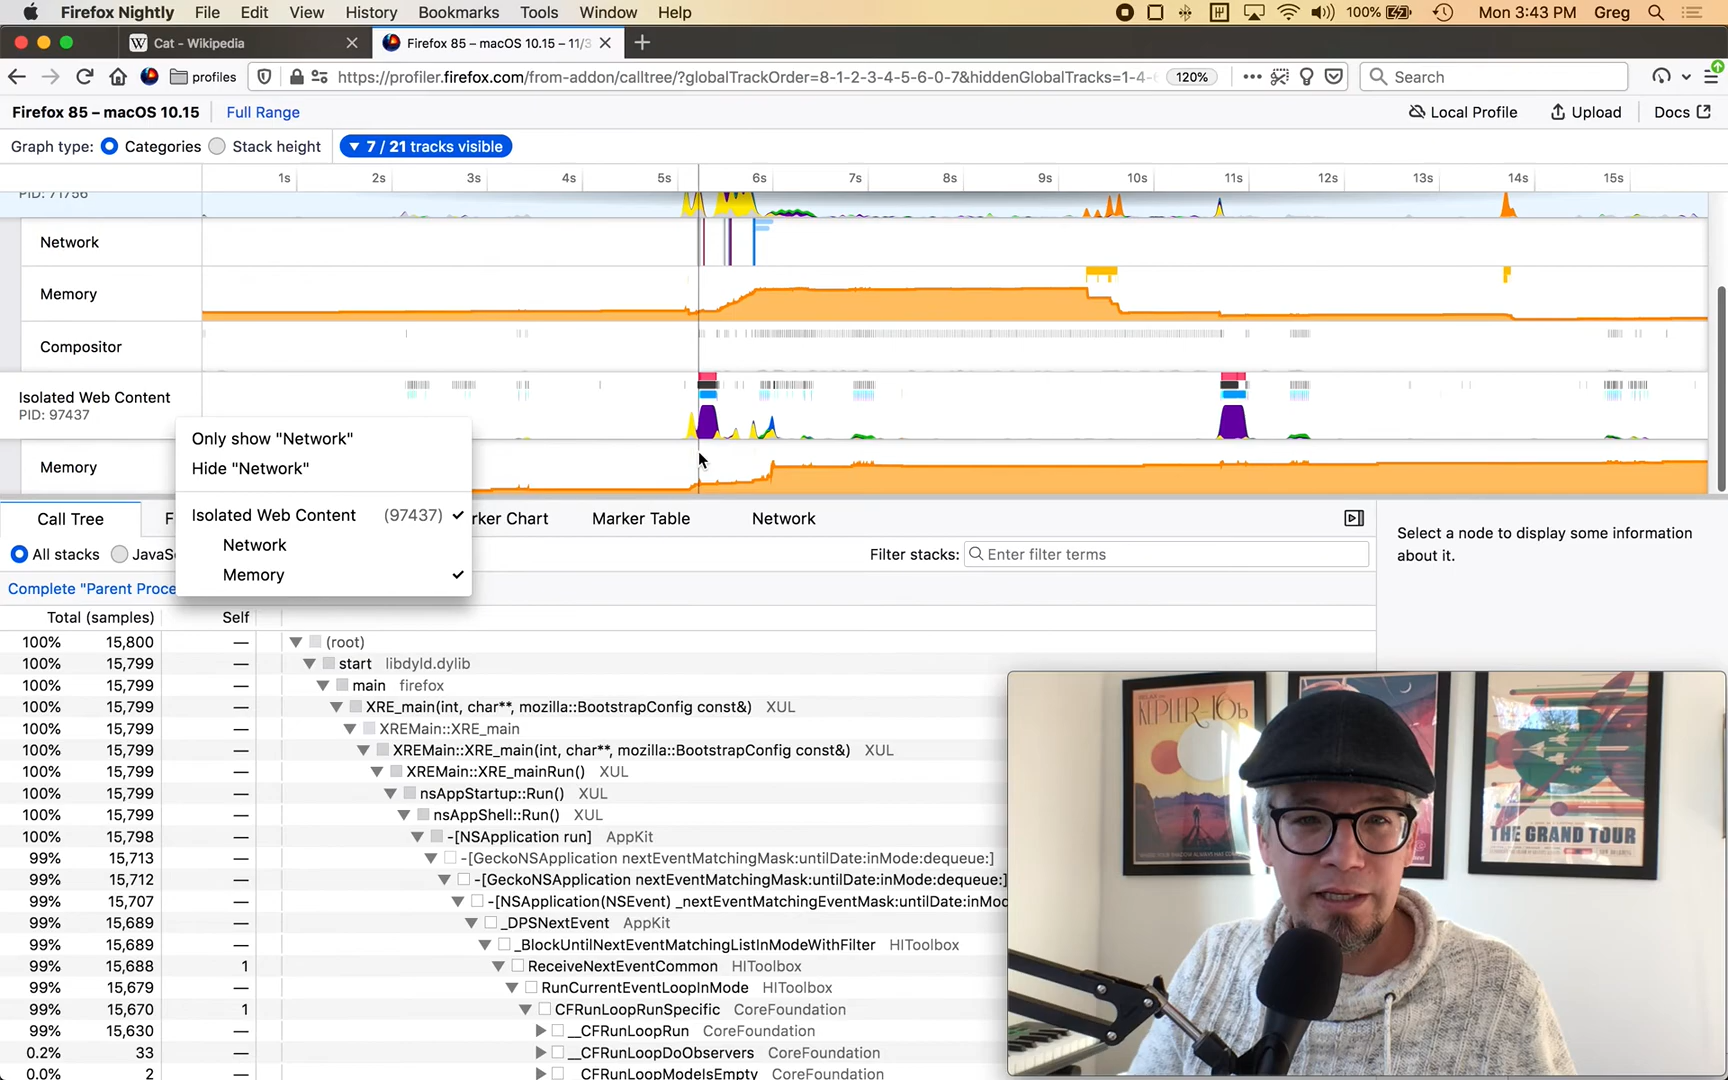 Firefox Nightly File Edit View History Bookmarks Tools Window Help 100% Mon 3:43 PM Greg
W Cat - Wikipedia Firefox 85 – macOS 10.15 – 11/3
profiles https://profiler.firefox.com/from-addon/calltree/?globalTrackOrder=8-1-2-3-4-5-6-0-7&hiddenGlobalTracks=1-4- 120% Search
Firefox 85 – macOS 10.15 Full Range Local Profile Upload Docs
Graph type: Categories Stack height 7 / 21 tracks visible
1s 2s 3s 4s 5s 6s 7s 8s 9s 10s 11s 12s 13s 14s 15s
PID: 71756
Network
Memory
Compositor
Isolated Web Content
PID: 97437
Memory
Only show "Network"
Hide "Network"
Isolated Web Content (97437) ✓
Network
Memory ✓
Call Tree F rker Chart Marker Table Network
All stacks JavaSc Filter stacks: Enter filter terms
Complete "Parent Proce
Select a node to display some information
about it.
Total (samples) Self
100% 15,800 — (root)
100% 15,799 — start libdyld.dylib
100% 15,799 — main firefox
100% 15,799 — XRE_main(int, char**, mozilla::BootstrapConfig const&) XUL
100% 15,799 — XREMain::XRE_main
100% 15,799 — XREMain::XRE_main(int, char**, mozilla::BootstrapConfig const&) XUL
100% 15,799 — XREMain::XRE_mainRun() XUL
100% 15,799 — nsAppStartup::Run() XUL
100% 15,799 — nsAppShell::Run() XUL
100% 15,798 — -[NSApplication run] AppKit
99% 15,713 — -[GeckoNSApplication nextEventMatchingMask:untilDate:inMode:dequeue:]
99% 15,712 — -[GeckoNSApplication nextEventMatchingMask:untilDate:inMode:dequeue:]
99% 15,707 — -[NSApplication(NSEvent) _nextEventMatchingEventMask:untilDate:inMod
99% 15,689 — _DPSNextEvent AppKit
99% 15,689 — _BlockUntilNextEventMatchingListInModeWithFilter HIToolbox
99% 15,688 1 ReceiveNextEventCommon HIToolbox
99% 15,679 — RunCurrentEventLoopInMode HIToolbox
99% 15,670 1 CFRunLoopRunSpecific CoreFoundation
99% 15,630 — __CFRunLoopRun CoreFoundation
0.2% 33 — __CFRunLoopDoObservers CoreFoundation
0.0% 2 — __CFRunLoopModeIsEmpty CoreFoundation
KEPLER-16b
THE GRAND TOUR